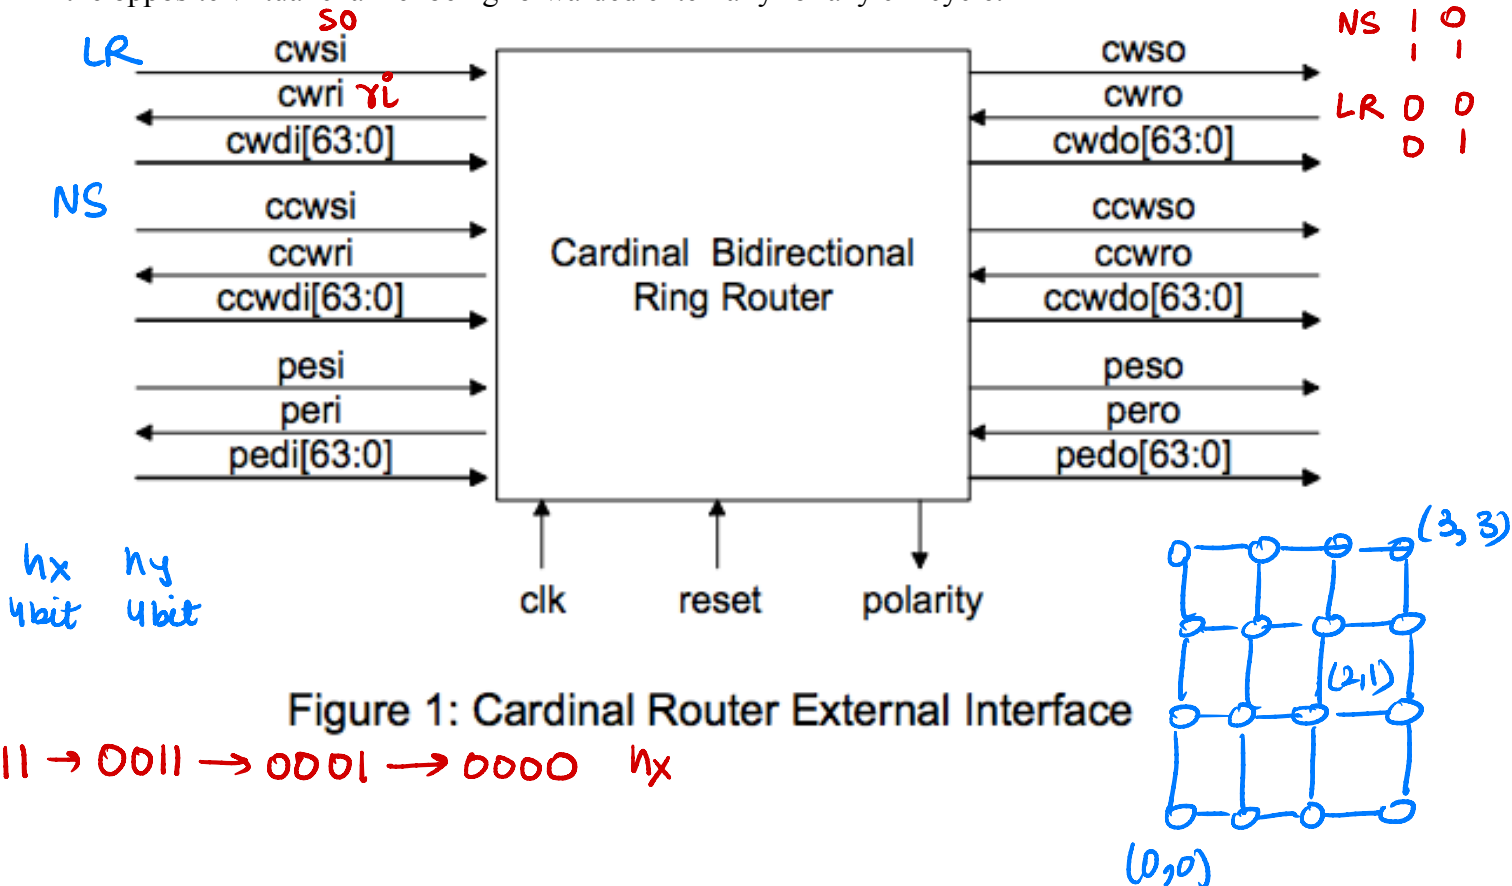 so
NS 1 0
1 1
LR 0 0
0 1
LR
cwsi
cwri ri
cwdi[63:0]
NS
ccwsi
ccwri
ccwdi[63:0]
pesi
peri
pedi[63:0]
Cardinal Bidirectional
Ring Router
cwso
cwro
cwdo[63:0]
ccwso
ccwro
ccwdo[63:0]
peso
pero
pedo[63:0]
clk reset polarity
hx hy
4bit 4bit
(3,3)
(2,1)
(0,0)
Figure 1: Cardinal Router External Interface
11 → 0011 → 0001 → 0000 hx